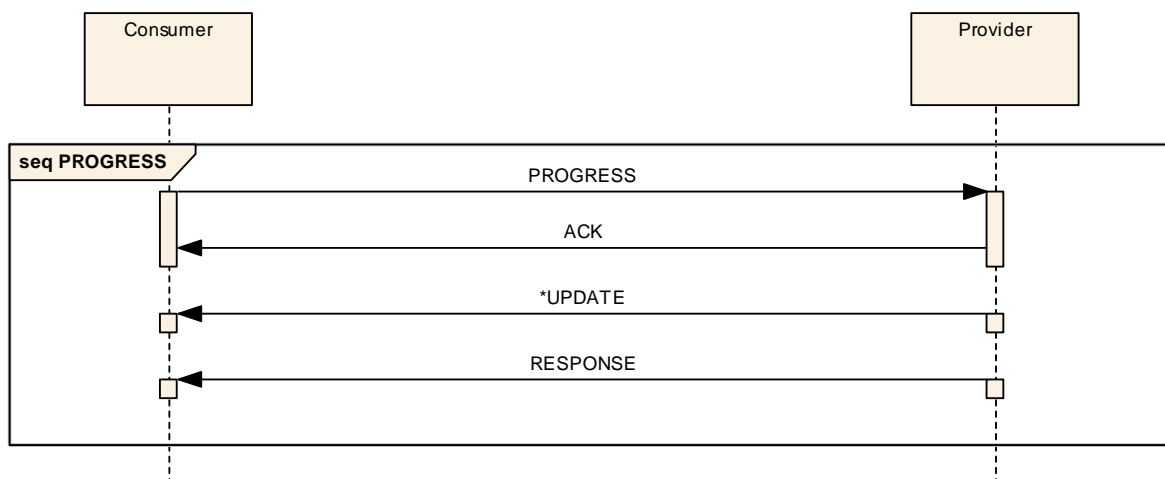 Consumer
Provider
seq PROGRESS
PROGRESS
ACK
*UPDATE
RESPONSE